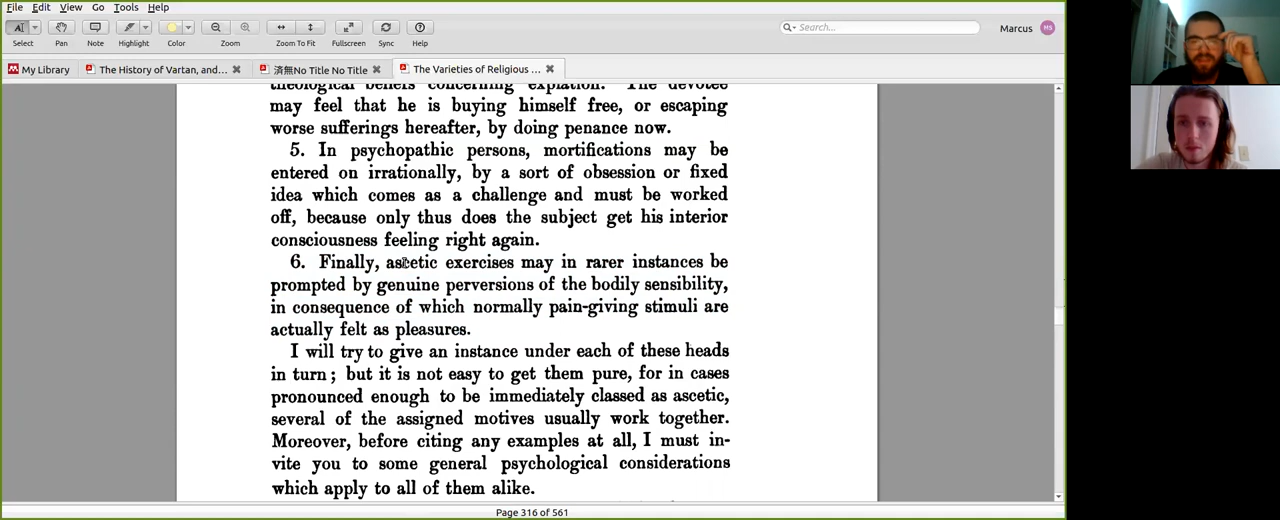 File Edit View Go Tools Help
Select Pan Note Highlight Color Zoom Zoom To Fit Fullscreen Sync Help
Search...
Marcus MS
My Library The History of Vartan, and... 済無No Title No Title The Varieties of Religious ...
theological beliefs concerning expiation. The devotee
may feel that he is buying himself free, or escaping
worse sufferings hereafter, by doing penance now.
5. In psychopathic persons, mortifications may be
entered on irrationally, by a sort of obsession or fixed
idea which comes as a challenge and must be worked
off, because only thus does the subject get his interior
consciousness feeling right again.
6. Finally, ascetic exercises may in rarer instances be
prompted by genuine perversions of the bodily sensibility,
in consequence of which normally pain-giving stimuli are
actually felt as pleasures.
I will try to give an instance under each of these heads
in turn; but it is not easy to get them pure, for in cases
pronounced enough to be immediately classed as ascetic,
several of the assigned motives usually work together.
Moreover, before citing any examples at all, I must in-
vite you to some general psychological considerations
which apply to all of them alike.
Page 316 of 561